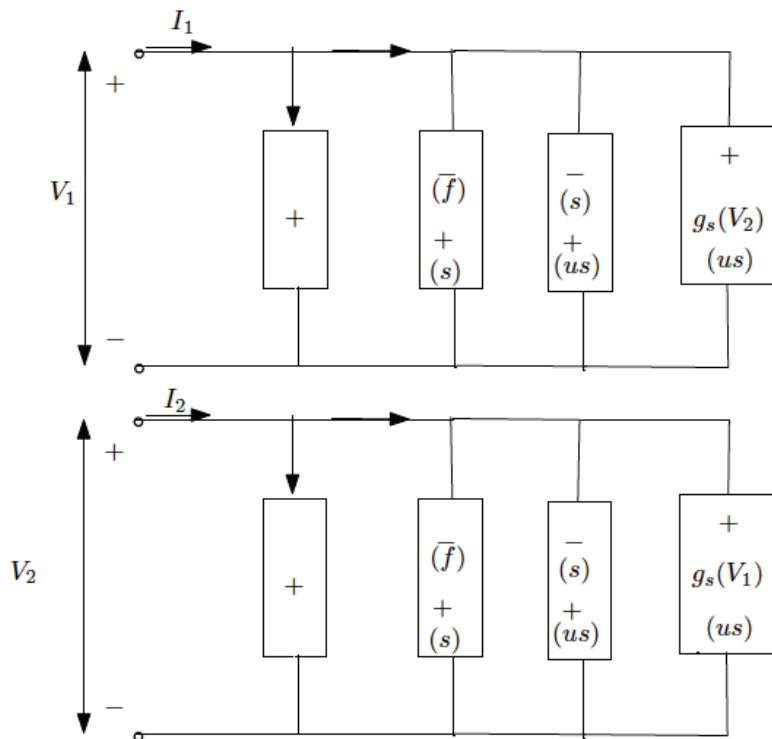 I₁
+
V₁
−
+
− (f)
+
(s)
−
(s)
+
(us)
+
gₛ(V₂)
(us)
I₂
+
V₂
−
+
− (f)
+
(s)
−
(s)
+
(us)
+
gₛ(V₁)
(us)